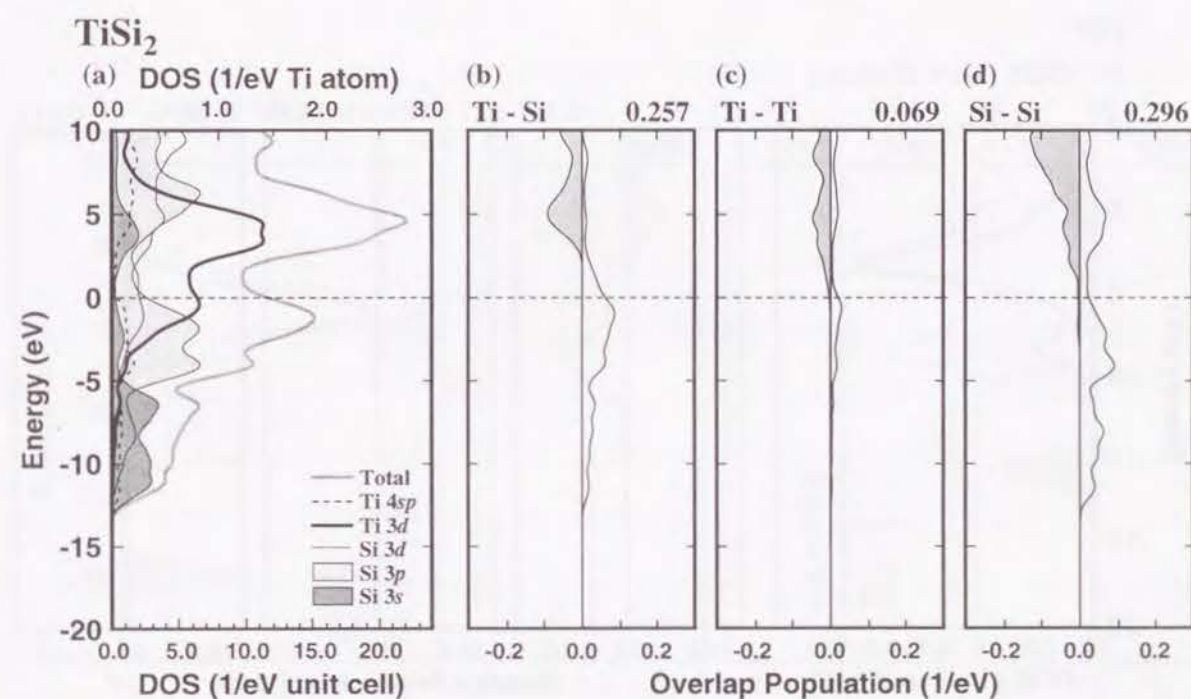 TiSi2
(a) (b) (c) (d)
DOS (1/eV Ti atom)
0.0 1.0 2.0 3.0
Ti - Si 0.257
Ti - Ti 0.069
Si - Si 0.296
10
5
0
-5
-10
-15
-20
Energy (eV)
Total
Ti 4sp
Ti 3d
Si 3d
Si 3p
Si 3s
0.0 5.0 10.0 15.0 20.0
-0.2 0.0 0.2
-0.2 0.0 0.2
-0.2 0.0 0.2
DOS (1/eV unit cell)
Overlap Population (1/eV)